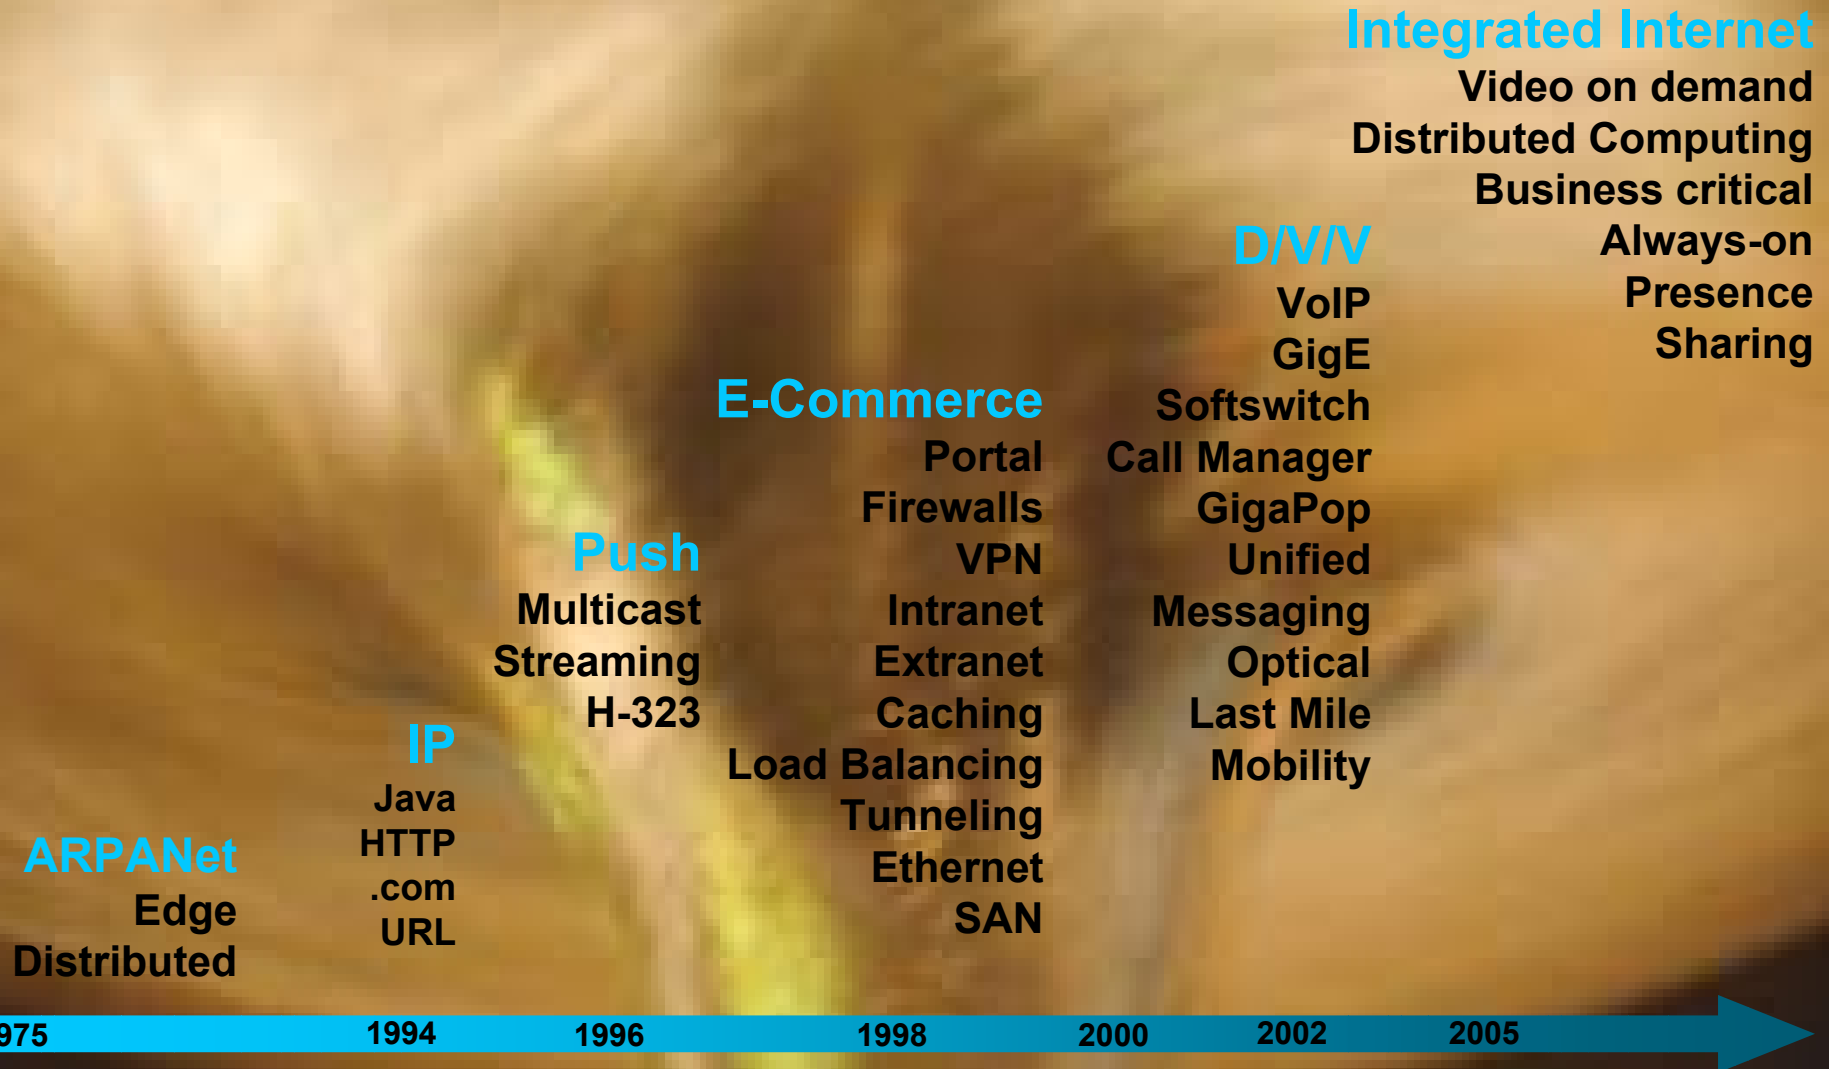 Integrated Internet
Video on demand
Distributed Computing
Business critical
Always-on
Presence
Sharing
D/V/V
VoIP
GigE
Softswitch
Call Manager
GigaPop
Unified
Messaging
Optical
Last Mile
Mobility
E-Commerce
Portal
Firewalls
VPN
Intranet
Extranet
Caching
Load Balancing
Tunneling
Ethernet
SAN
Push
Multicast
Streaming
H-323
IP
Java
HTTP
.com
URL
ARPANet
Edge
Distributed
975 1994 1996 1998 2000 2002 2005